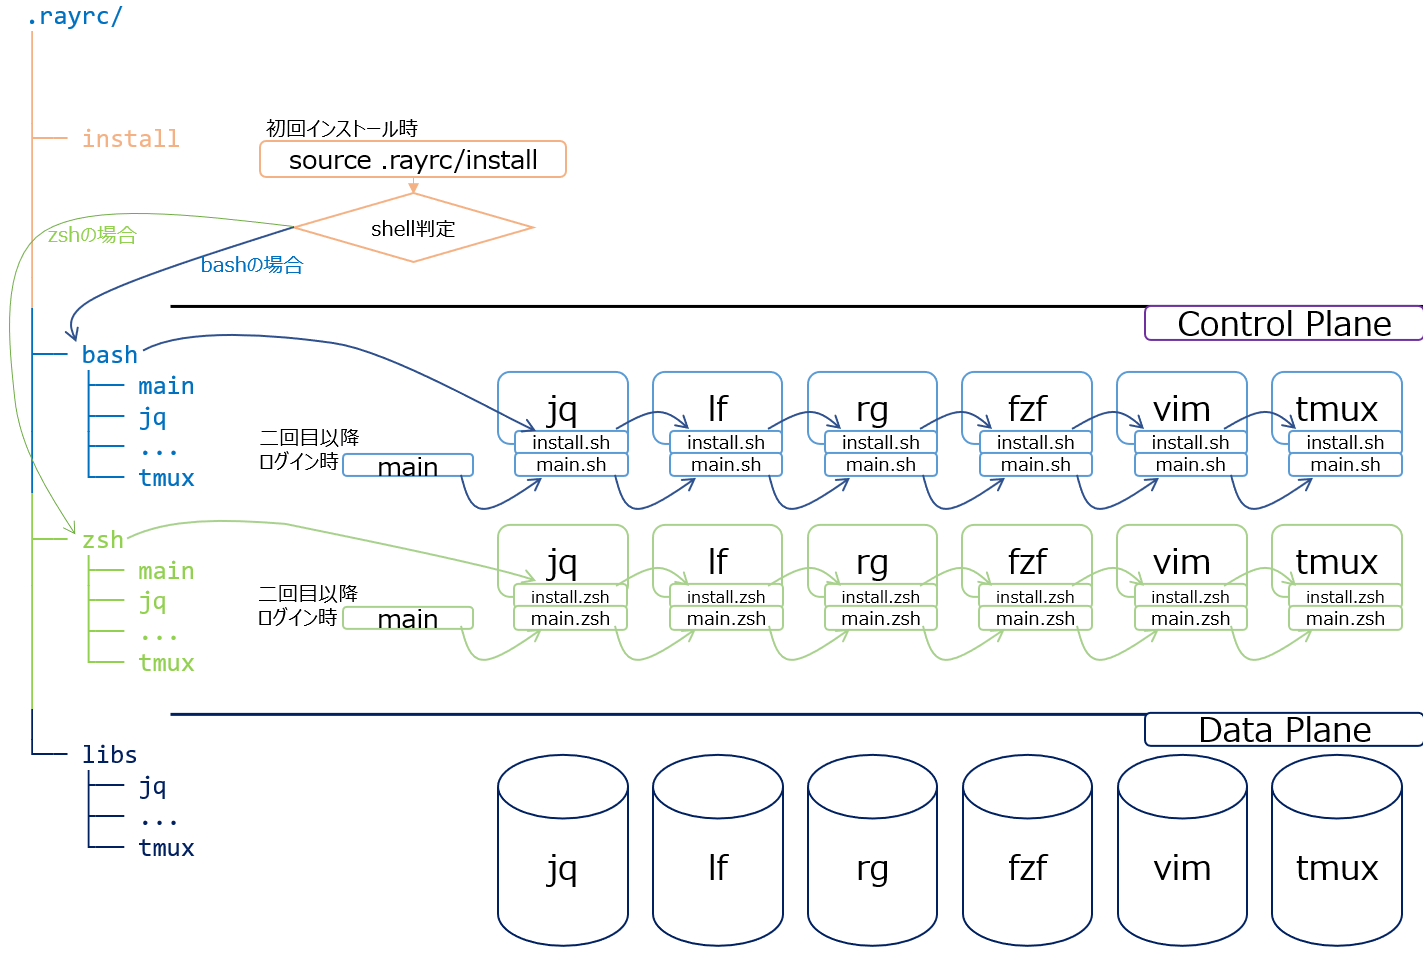 .rayrc/
install
初回インストール時
source .rayrc/install
shell判定
zshの場合
bashの場合
Control Plane
bash
main
jq
...
tmux
二回目以降
ログイン時
main
jq
install.sh
main.sh
lf
install.sh
main.sh
rg
install.sh
main.sh
fzf
install.sh
main.sh
vim
install.sh
main.sh
tmux
install.sh
main.sh
zsh
main
jq
...
tmux
二回目以降
ログイン時
main
jq
install.zsh
main.zsh
lf
install.zsh
main.zsh
rg
install.zsh
main.zsh
fzf
install.zsh
main.zsh
vim
install.zsh
main.zsh
tmux
install.zsh
main.zsh
Data Plane
libs
jq
...
tmux
jq
lf
rg
fzf
vim
tmux